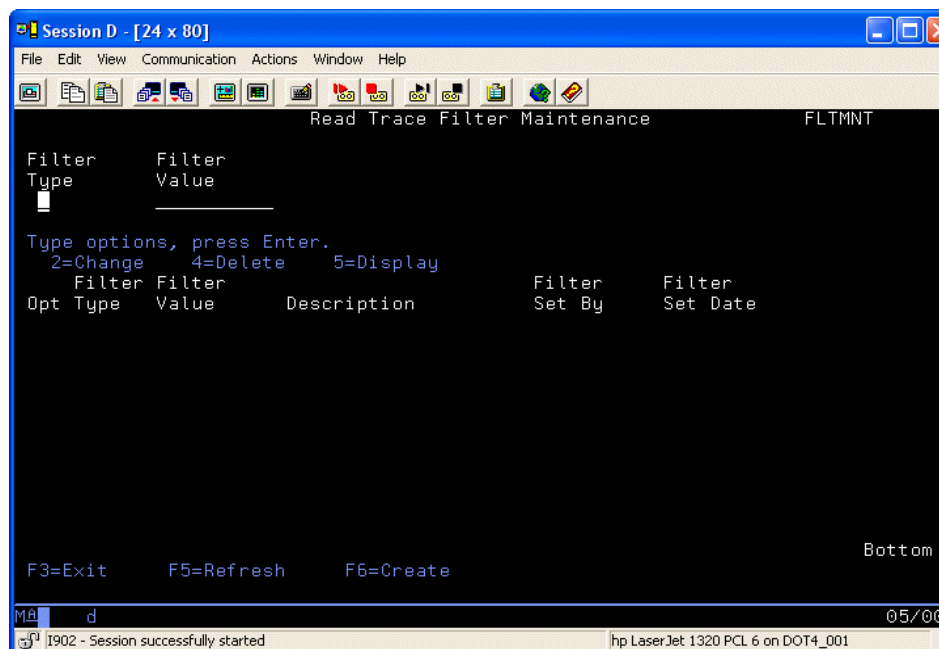 Session D - [24 x 80]
File Edit View Communication Actions Window Help
Read Trace Filter Maintenance FLTMNT
Filter Filter
Type Value
Type options, press Enter.
2=Change 4=Delete 5=Display
Filter Filter Filter Filter
Opt Type Value Description Set By Set Date
Bottom
F3=Exit F5=Refresh F6=Create
MA d 05/00
I902 - Session successfully started hp LaserJet 1320 PCL 6 on DOT4_001